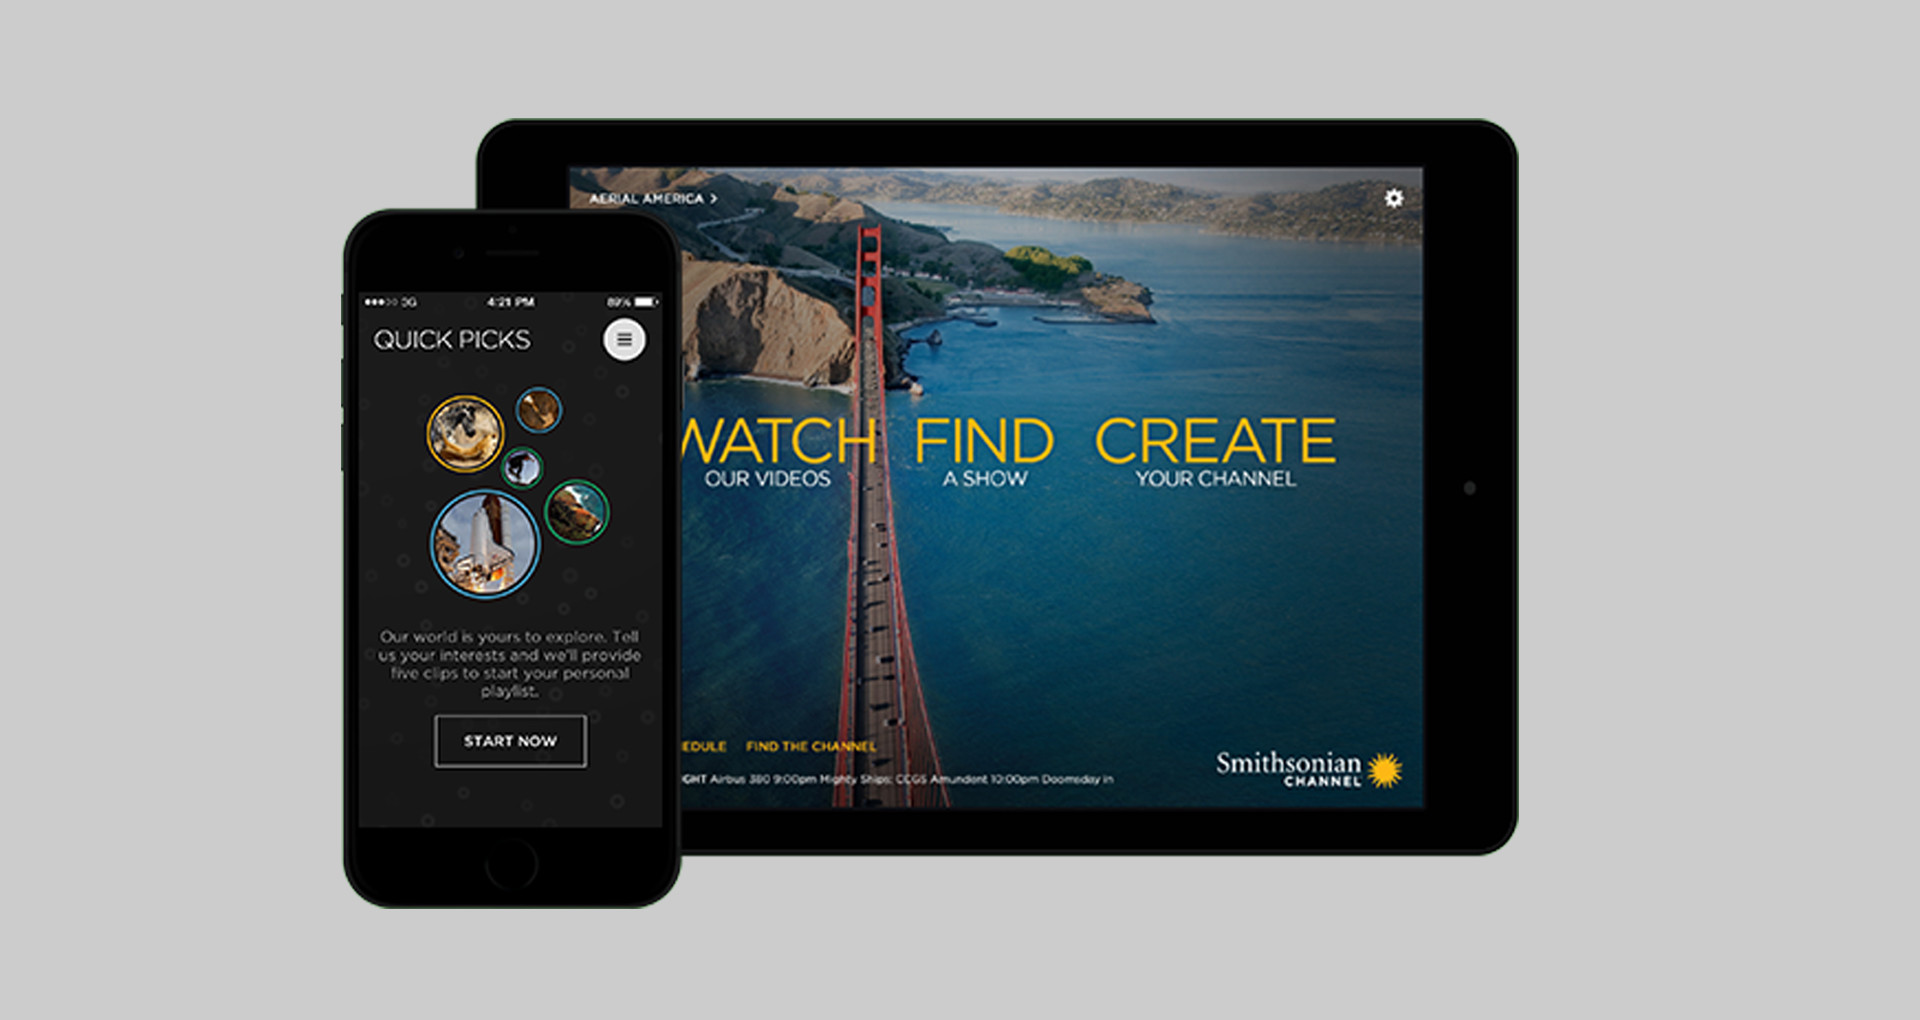 AERIAL AMERICA >
3G 4:21 PM 89%
QUICK PICKS
Our world is yours to explore. Tell
us your interests and we'll provide
five clips to start your personal
playlist.
START NOW
WATCH FIND CREATE
OUR VIDEOS A SHOW YOUR CHANNEL
EDULE FIND THE CHANNEL
GHT Airbus 380 9:00pm Mighty Ships: CCGS Amundent 10:00pm Doomsday in
Smithsonian
CHANNEL